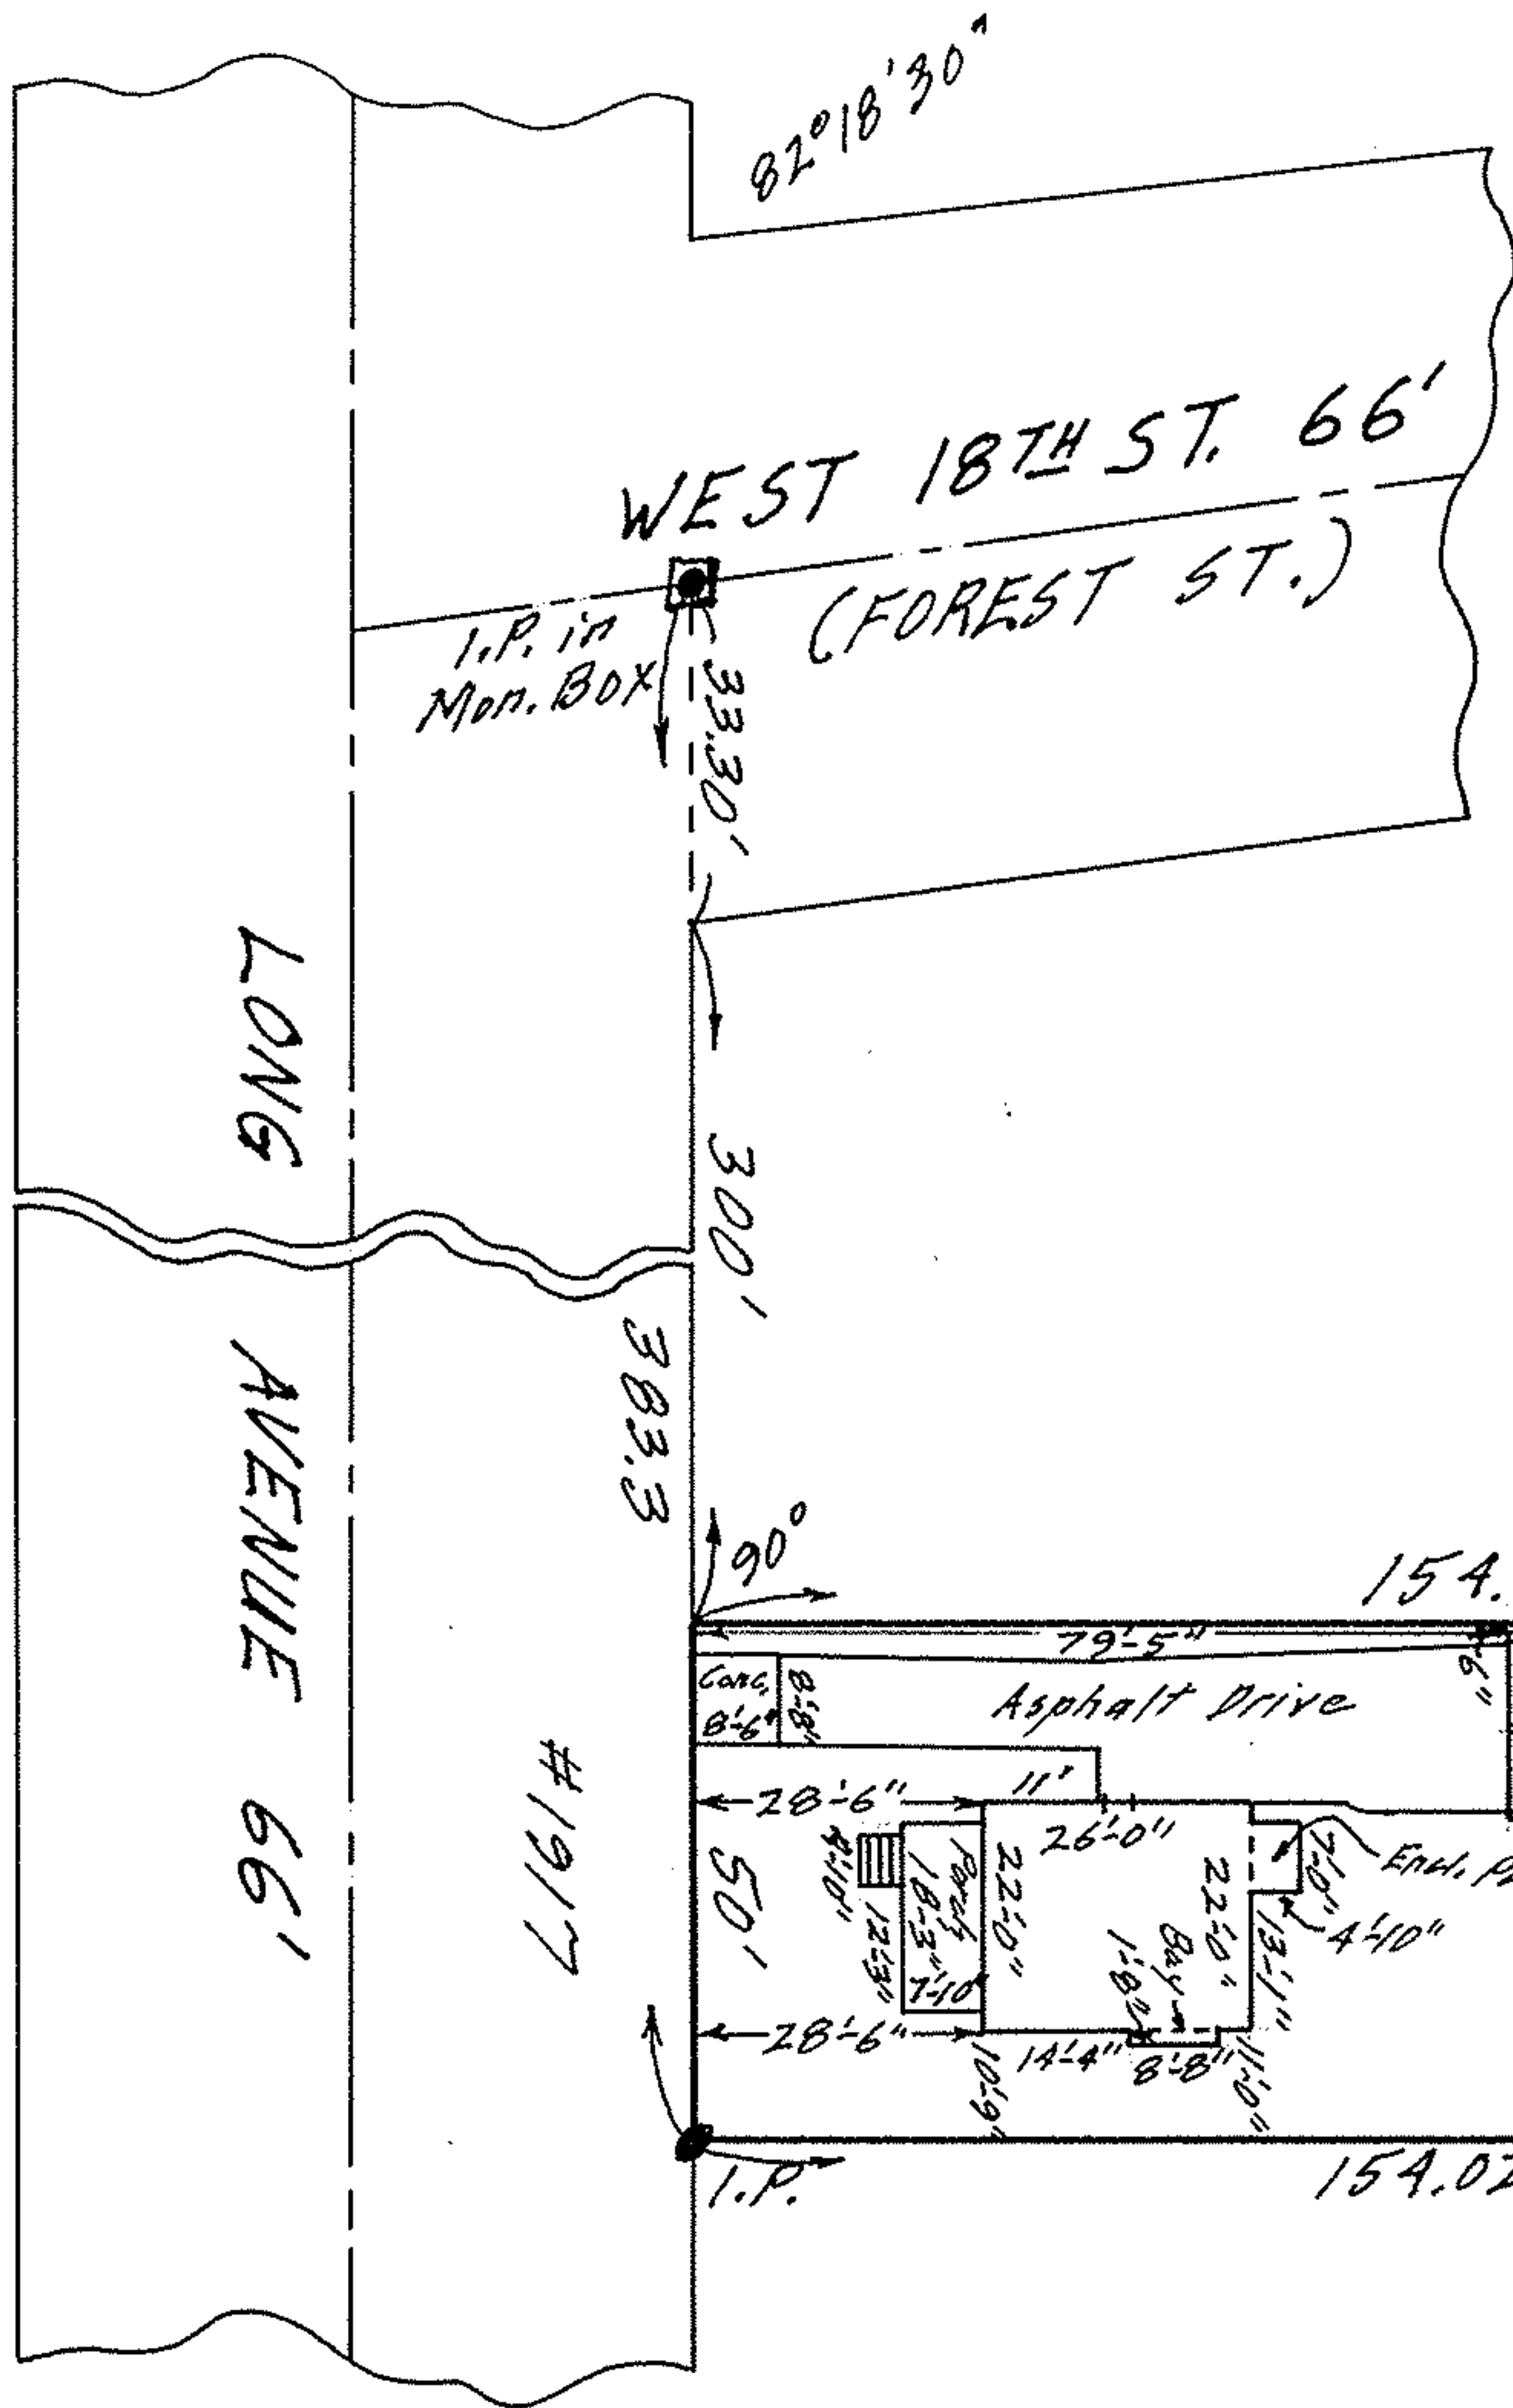 82°18'30"
WEST 18TH ST. 66'
(FOREST ST.)
I.P. in
Mon. Box
33.30'
LONG AVENUE 66'
300'
383.3
90°
154.
79'-5"
6"
Conc.
8'-6"
8'-8"
Asphalt Drive
28'-6"
11'
26'-0"
#1917
50'
12'-3"
Porch
18'-3"
7'-10"
22'-0"
22'-0"
Bay
1'-8"
Encl.
7'-0"
4'-10"
13'-1"
28'-6"
10'-9"
14'-4"
8'-8"
11'-0"
I.P.
154.02